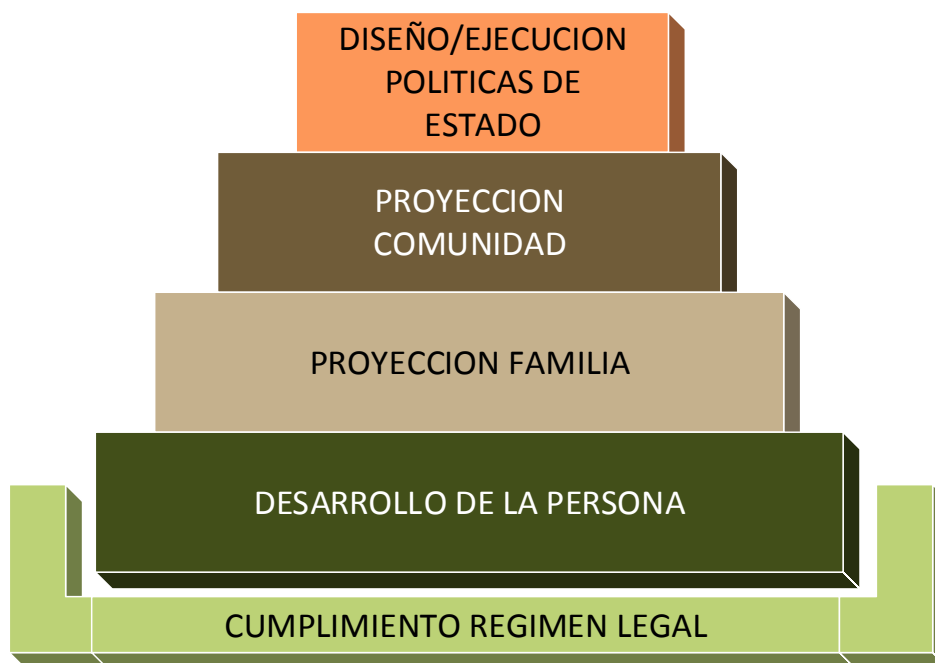 DISEÑO/EJECUCION
POLITICAS DE
ESTADO
PROYECCION
COMUNIDAD
PROYECCION FAMILIA
DESARROLLO DE LA PERSONA
CUMPLIMIENTO REGIMEN LEGAL